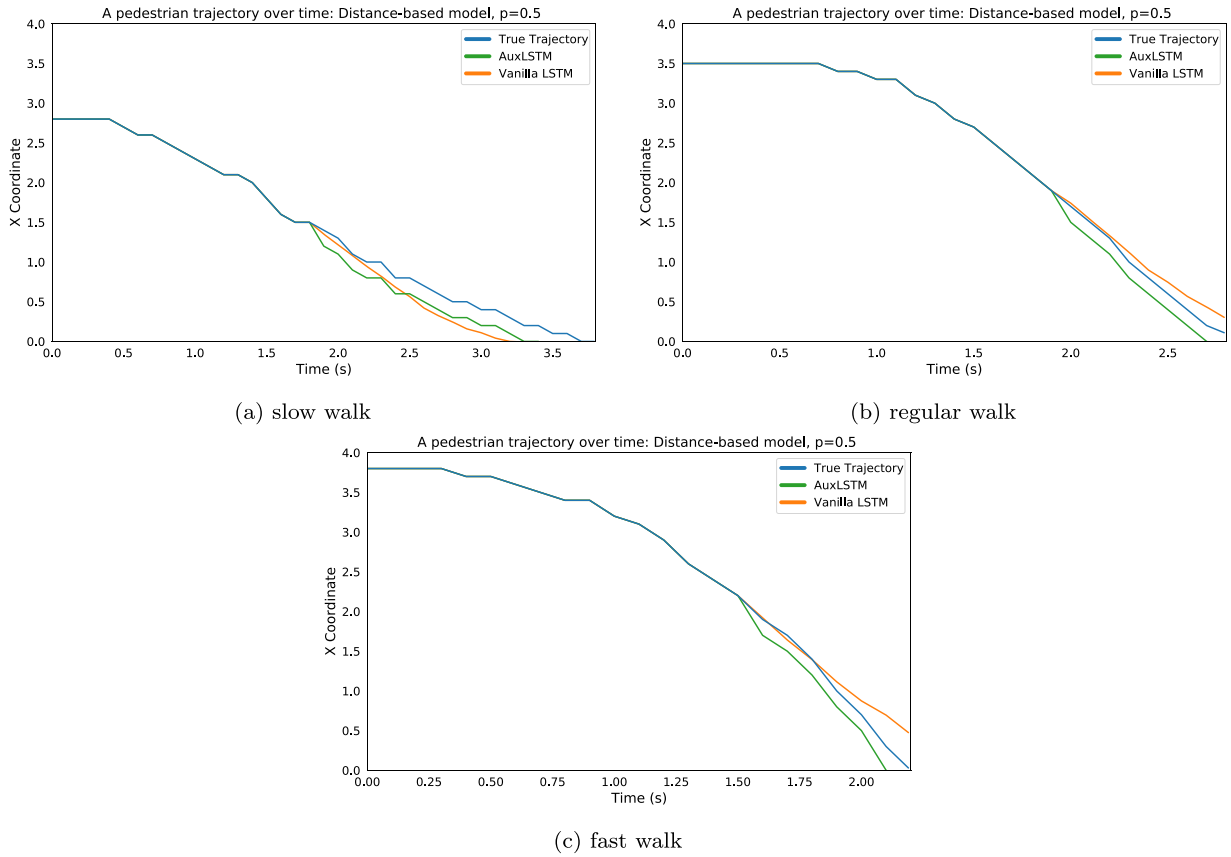 A pedestrian trajectory over time: Distance-based model, p=0.5
4.0
3.5
3.0
2.5
2.0
1.5
1.0
0.5
0.0
X Coordinate
True Trajectory
AuxLSTM
Vanilla LSTM
0.0 0.5 1.0 1.5 2.0 2.5 3.0 3.5
Time (s)
(a) slow walk
A pedestrian trajectory over time: Distance-based model, p=0.5
4.0
3.5
3.0
2.5
2.0
1.5
1.0
0.5
0.0
X Coordinate
True Trajectory
AuxLSTM
Vanilla LSTM
0.0 0.5 1.0 1.5 2.0 2.5
Time (s)
(b) regular walk
A pedestrian trajectory over time: Distance-based model, p=0.5
4.0
3.5
3.0
2.5
2.0
1.5
1.0
0.5
0.0
X Coordinate
True Trajectory
AuxLSTM
Vanilla LSTM
0.00 0.25 0.50 0.75 1.00 1.25 1.50 1.75 2.00
Time (s)
(c) fast walk